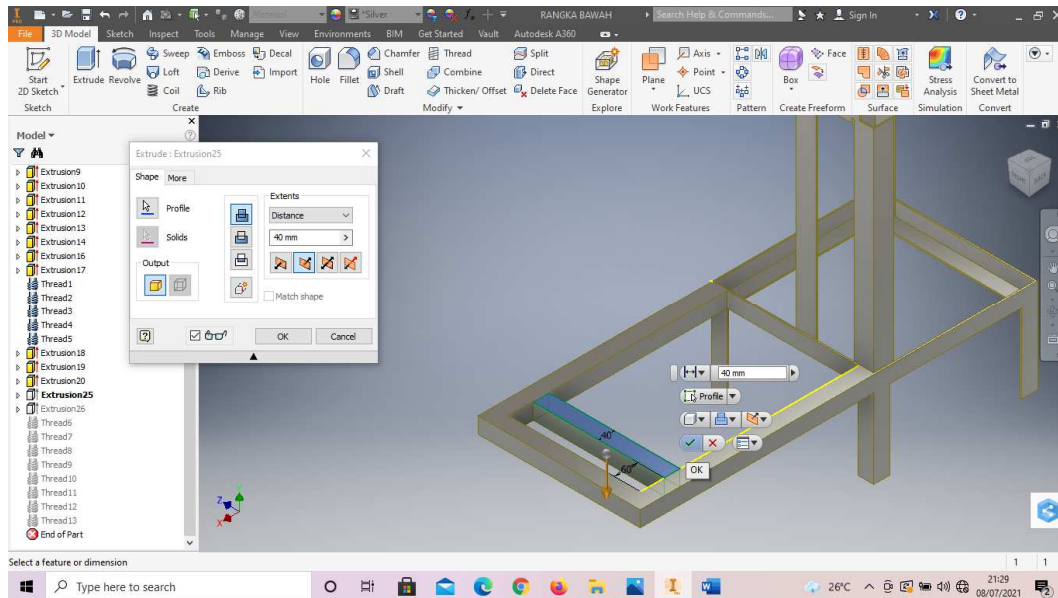 I PRO Material *Silver fx RANGKA BAWAH Search Help & Commands... Sign In
File 3D Model Sketch Inspect Tools Manage View Environments BIM Get Started Vault Autodesk A360
Start 2D Sketch Extrude Revolve Sweep Emboss Decal Hole Fillet Chamfer Thread Split Shape Generator Plane Axis Box Face Stress Analysis Convert to Sheet Metal
Loft Derive Import Shell Combine Direct Point
Coil Rib Draft Thicken/ Offset Delete Face UCS
Sketch Create Modify Explore Work Features Pattern Create Freeform Surface Simulation Convert
Model
Extrusion9
Extrusion10
Extrusion11
Extrusion12
Extrusion13
Extrusion14
Extrusion16
Extrusion17
Thread1
Thread2
Thread3
Thread4
Thread5
Extrusion18
Extrusion19
Extrusion20
Extrusion25
Extrusion26
Thread6
Thread7
Thread8
Thread9
Thread10
Thread11
Thread12
Thread13
End of Part
Extrude : Extrusion25
Shape More
Profile
Solids
Output
Extents
Distance
40 mm
Match shape
OK Cancel
40 mm
Profile
OK
40
60
Z Y X
BACK
Select a feature or dimension 1 1
Type here to search 26°C 21:29
08/07/2021 2